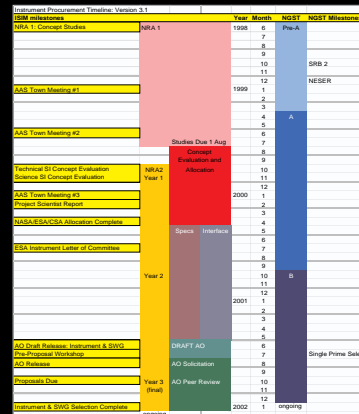 Instrument Procurement Timeline: Version 3.1
ISIM milestones Year Month NGST NGST Milestone
NRA 1: Concept Studies NRA 1 1998 6 Pre-A
7
8
9
10 SRB 2
11
12 NESER
AAS Town Meeting #1 1999 1
2
3
4 A
5
AAS Town Meeting #2 6
Studies Due 1 Aug 7
Concept 8
Evaluation and 9
Technical SI Concept Evaluation NRA2 Allocation 10
Science SI Concept Evaluation Year 1 11
12
AAS Town Meeting #3 2000 1
Project Scientist Report 2
3
NASA/ESA/CSA Allocation Complete 4
Specs Interface 5
6
ESA Instrument Letter of Committee 7
8
9
Year 2 10 B
11
12
2001 1
2
3
4
5
AO Draft Release: Instrument & SWG DRAFT AO 6
Pre-Proposal Workshop 7 Single Prime Sele
AO Release AO Solicitation 8
9
Proposals Due Year 3 AO Peer Review 10
(final) 11
12
Instrument & SWG Selection Complete 2002 1 ongoing
ongoing